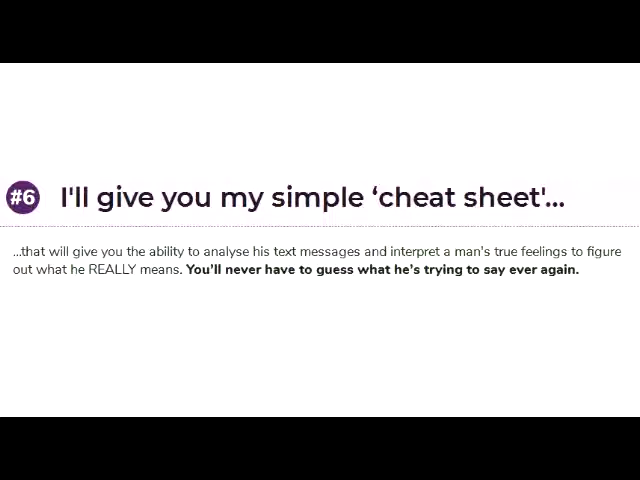 #6 I'll give you my simple ‘cheat sheet'...
...that will give you the ability to analyse his text messages and interpret a man's true feelings to figure
out what he REALLY means. You’ll never have to guess what he’s trying to say ever again.